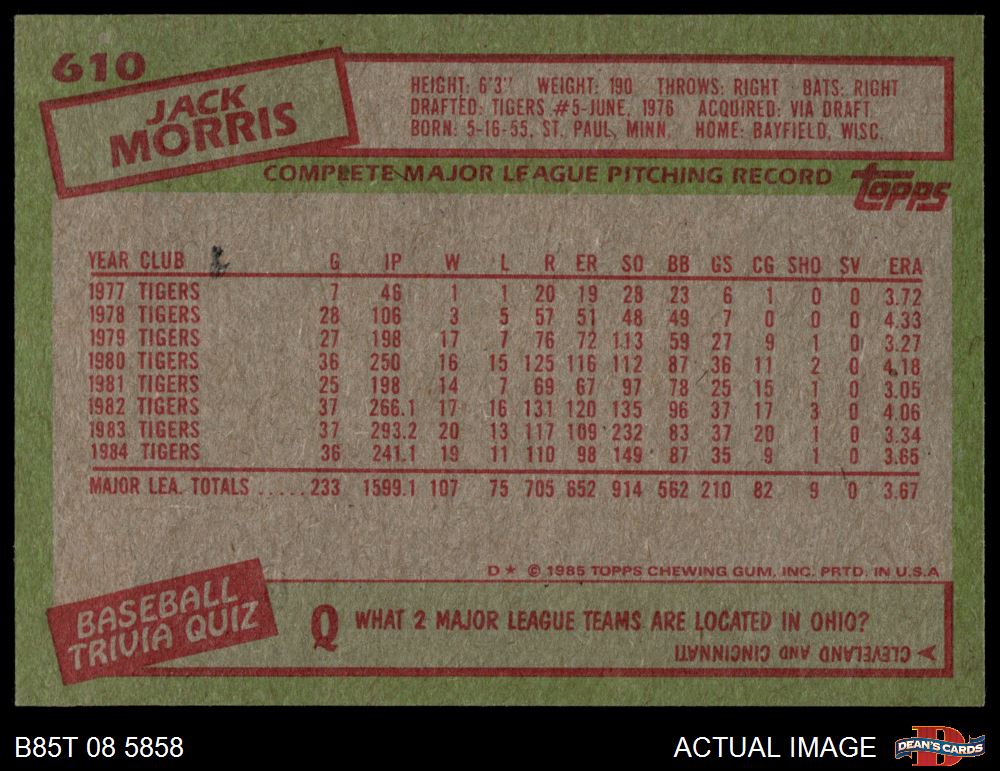 610
JACK
MORRIS
HEIGHT: 6'3" WEIGHT: 190 THROWS: RIGHT BATS: RIGHT
DRAFTED: TIGERS #5-JUNE, 1976 ACQUIRED: VIA DRAFT
BORN: 5-16-55, ST. PAUL, MINN. HOME: BAYFIELD, WISC.
COMPLETE MAJOR LEAGUE PITCHING RECORD
TOPPS
YEAR CLUB G IP W L R ER SO BB GS CG SHO SV ERA
1977 TIGERS 7 46 1 1 20 19 28 23 6 1 0 0 3.72
1978 TIGERS 28 106 3 5 57 51 48 49 7 0 0 0 4.33
1979 TIGERS 27 198 17 7 76 72 113 59 27 9 1 0 3.27
1980 TIGERS 36 250 16 15 125 116 112 87 36 11 2 0 4.18
1981 TIGERS 25 198 14 7 69 67 97 78 25 15 1 0 3.05
1982 TIGERS 37 266.1 17 16 131 120 135 96 37 17 3 0 4.06
1983 TIGERS 37 293.2 20 13 117 109 232 83 37 20 1 0 3.34
1984 TIGERS 36 241.1 19 11 110 98 149 87 35 9 1 0 3.65
MAJOR LEA. TOTALS .....233 1599.1 107 75 705 652 914 562 210 82 9 0 3.67
D★ © 1985 TOPPS CHEWING GUM, INC. PRTD. IN U.S.A
BASEBALL
TRIVIA QUIZ
Q WHAT 2 MAJOR LEAGUE TEAMS ARE LOCATED IN OHIO?
CLEVELAND AND CINCINNATI
B85T 08 5858
ACTUAL IMAGE
D
DEAN'S CARDS